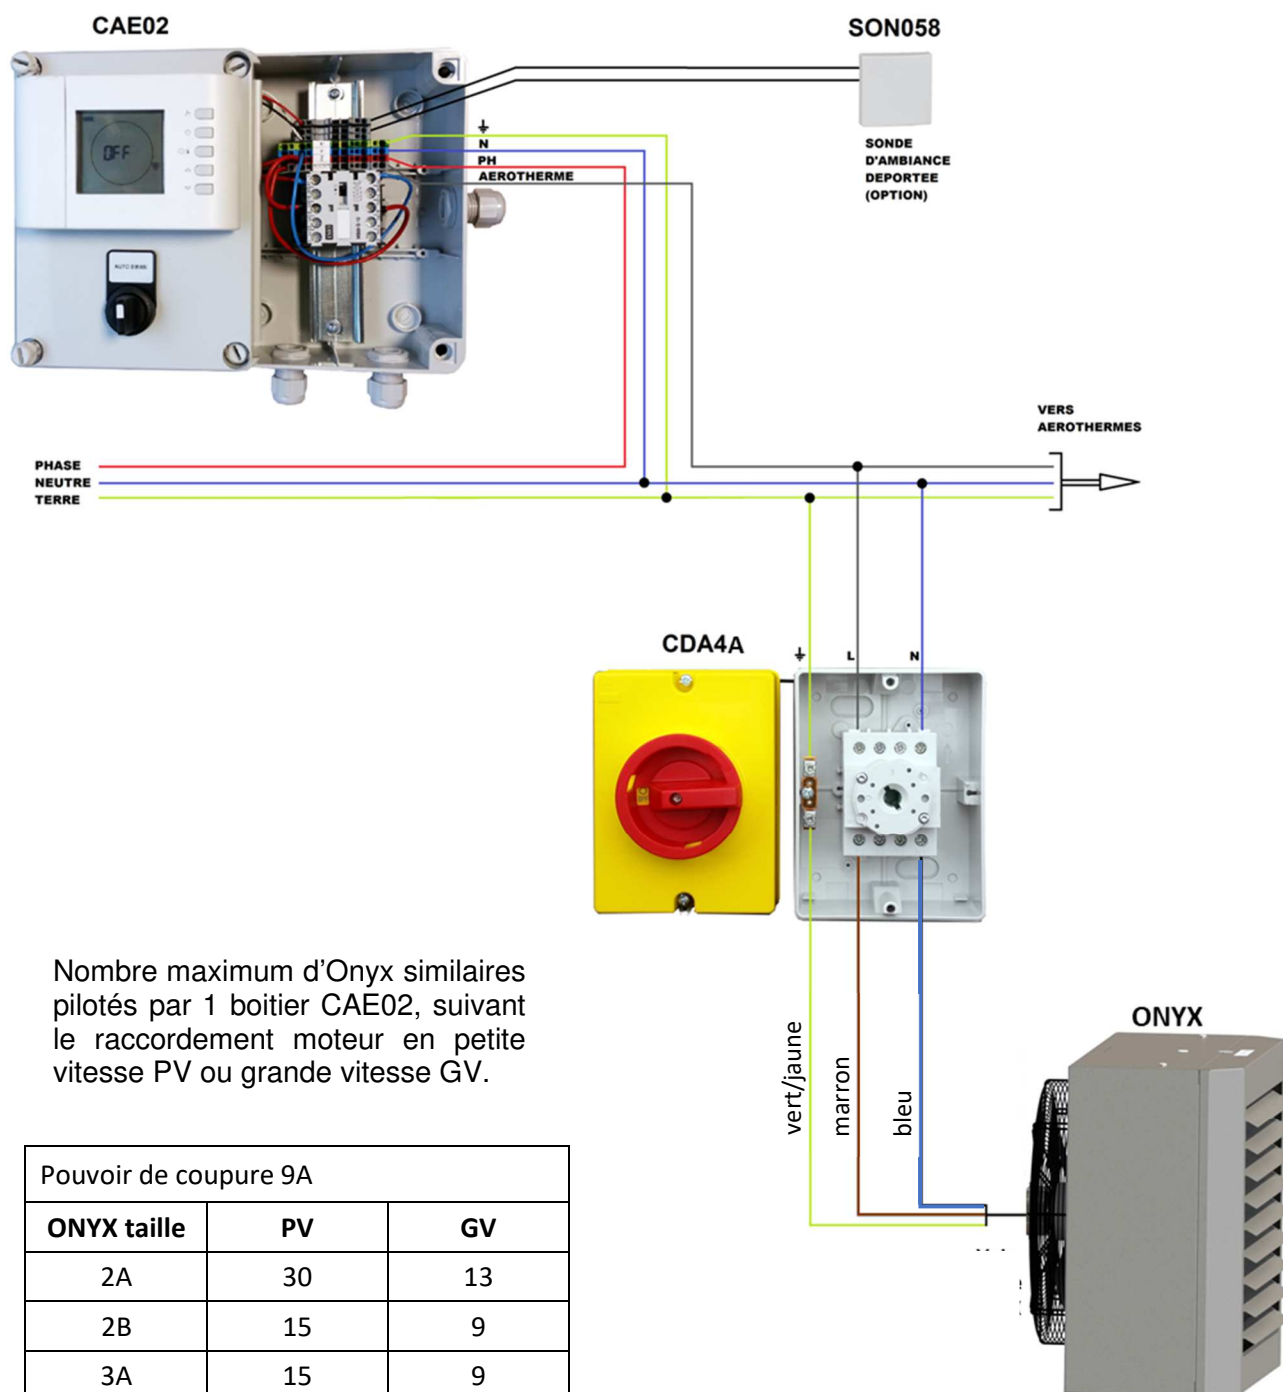 CAE02
SON058
OFF
SONDE
D'AMBIANCE
DEPORTEE
(OPTION)
N
PH
AEROTHERME
VERS
AEROTHERMES
PHASE
NEUTRE
TERRE
CDA4A
L
N
Nombre maximum d’Onyx similaires
pilotés par 1 boitier CAE02, suivant
le raccordement moteur en petite
vitesse PV ou grande vitesse GV.
vert/jaune
marron
bleu
ONYX
Pouvoir de coupure 9A
ONYX taille PV GV
2A 30 13
2B 15 9
3A 15 9